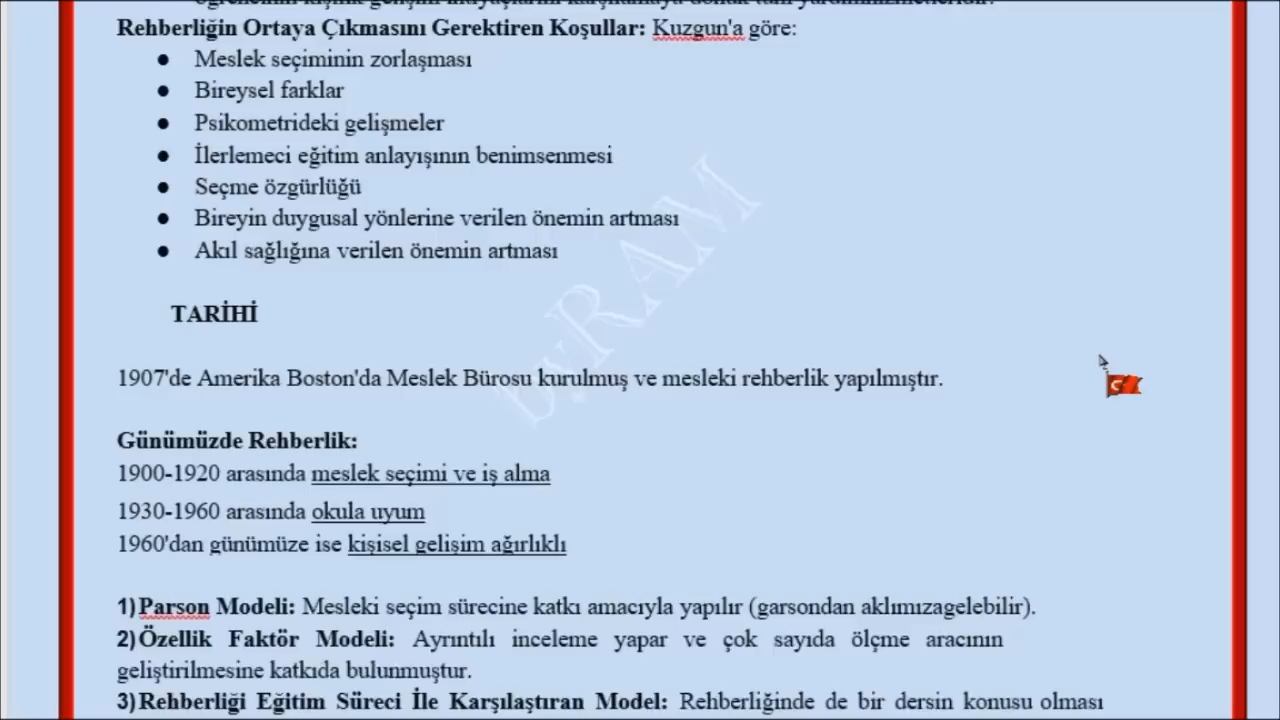 Rehberliğin Ortaya Çıkmasını Gerektiren Koşullar: Kuzgun'a göre:
● Meslek seçiminin zorlaşması
● Bireysel farklar
● Psikometrideki gelişmeler
● İlerlemeci eğitim anlayışının benimsenmesi
● Seçme özgürlüğü
● Bireyin duygusal yönlerine verilen önemin artması
● Akıl sağlığına verilen önemin artması
byRAM
TARİHİ
1907'de Amerika Boston'da Meslek Bürosu kurulmuş ve mesleki rehberlik yapılmıştır.
Günümüzde Rehberlik:
1900-1920 arasında meslek seçimi ve iş alma
1930-1960 arasında okula uyum
1960'dan günümüze ise kişisel gelişim ağırlıklı
1)Parson Modeli: Mesleki seçim sürecine katkı amacıyla yapılır (garsondan aklımızagelebilir).
2)Özellik Faktör Modeli: Ayrıntılı inceleme yapar ve çok sayıda ölçme aracının
geliştirilmesine katkıda bulunmuştur.
3)Rehberliği Eğitim Süreci İle Karşılaştıran Model: Rehberliğinde de bir dersin konusu olması